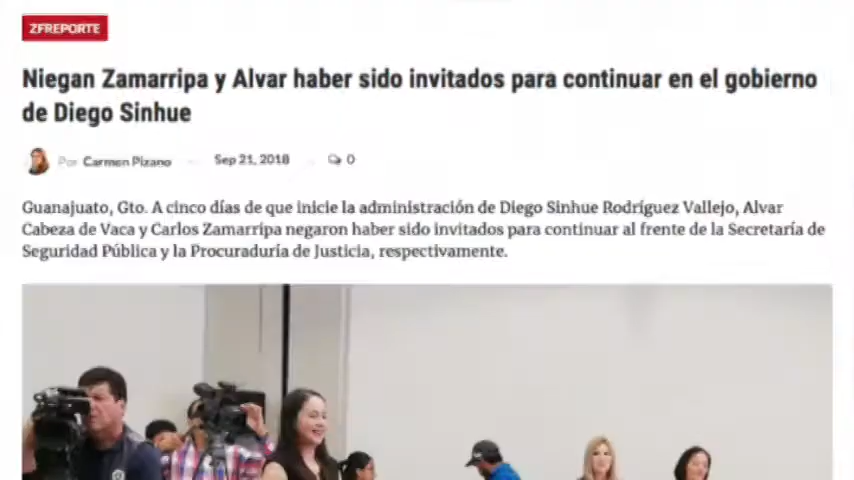 ZFREPORTE
Niegan Zamarripa y Alvar haber sido invitados para continuar en el gobierno
de Diego Sinhue
Por Carmen Pizano — Sep 21, 2018 0
Guanajuato, Gto. A cinco días de que inicie la administración de Diego Sinhue Rodríguez Vallejo, Alvar
Cabeza de Vaca y Carlos Zamarripa negaron haber sido invitados para continuar al frente de la Secretaría de
Seguridad Pública y la Procuraduría de Justicia, respectivamente.